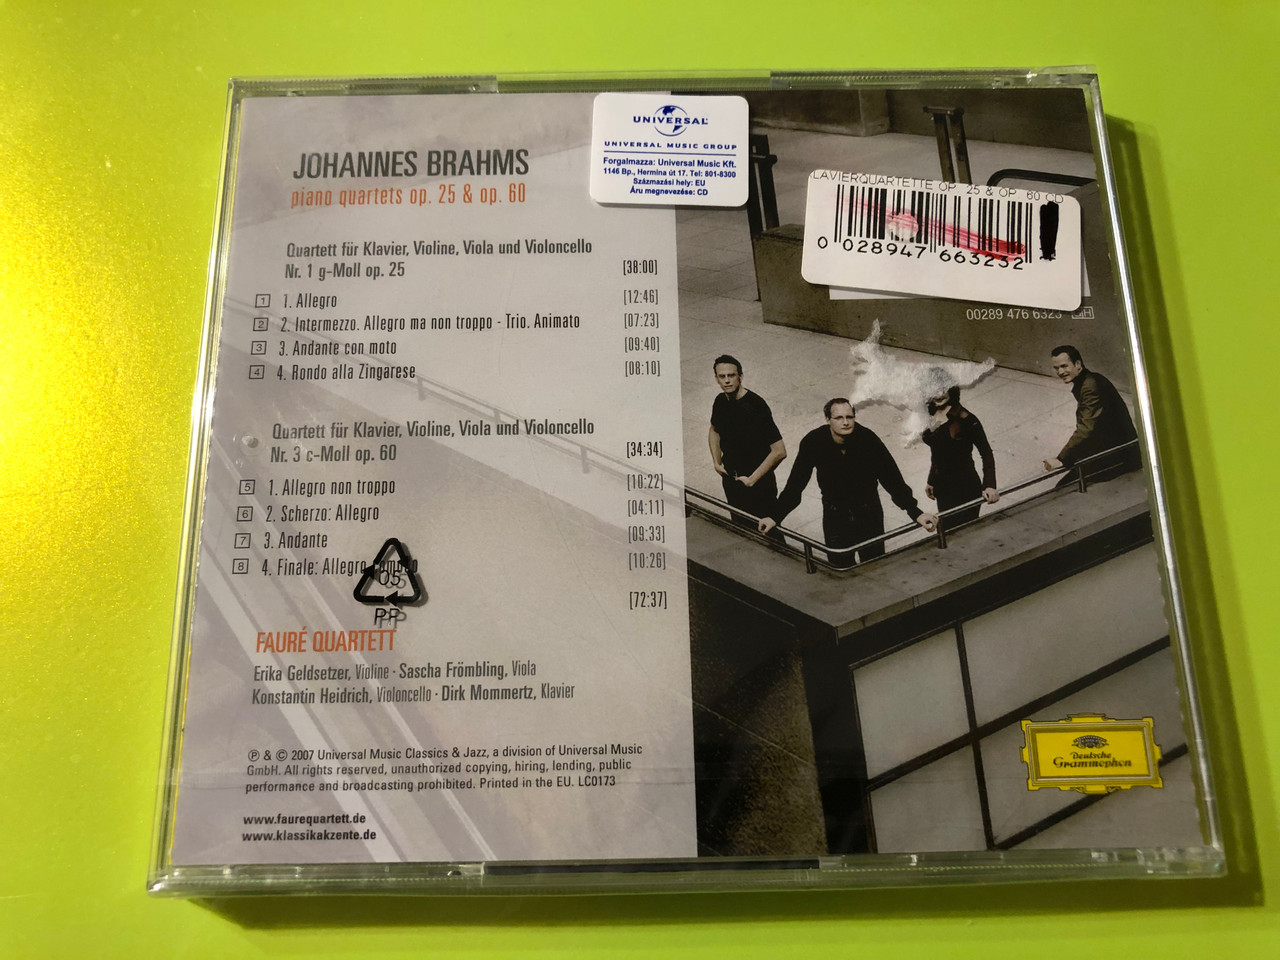 JOHANNES BRAHMS
piano quartets op. 25 & op. 60
Quartett für Klavier, Violine, Viola und Violoncello
Nr. 1 g-Moll op. 25 [38:00]
1 1. Allegro [12:46]
2 2. Intermezzo. Allegro ma non troppo - Trio. Animato [07:23]
3 3. Andante con moto [09:40]
4 4. Rondo alla Zingarese [08:10]
Quartett für Klavier, Violine, Viola und Violoncello
Nr. 3 c-Moll op. 60 [34:34]
5 1. Allegro non troppo [10:22]
6 2. Scherzo: Allegro [04:11]
7 3. Andante [09:33]
8 4. Finale: Allegro [10:26]
[72:37]
05
PP
FAURÉ QUARTETT
Erika Geldsetzer, Violine · Sascha Frömbling, Viola
Konstantin Heidrich, Violoncello · Dirk Mommertz, Klavier
℗ & © 2007 Universal Music Classics & Jazz, a division of Universal Music
GmbH. All rights reserved, unauthorized copying, hiring, lending, public
performance and broadcasting prohibited. Printed in the EU. LC0173
www.faurequartett.de
www.klassikakzente.de
UNIVERSAL
UNIVERSAL MUSIC GROUP
Forgalmazza: Universal Music Kft.
1146 Bp., Hermina út 17. Tel: 801-8300
Származási hely: EU
Áru megnevezése: CD
LAVIERQUARTETTE OP. 25 & OP. 60 CD
0 028947 663232
00289 476 6323 GH
Deutsche
Grammophon